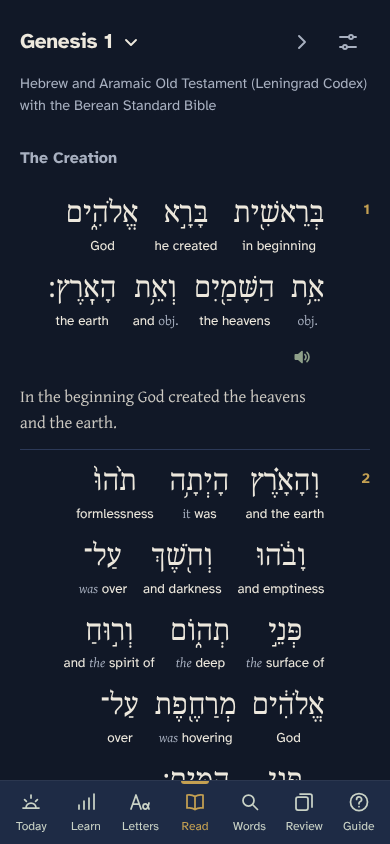 Genesis 1
Hebrew and Aramaic Old Testament (Leningrad Codex)
with the Berean Standard Bible
The Creation
1
בְּרֵאשִׁ֖ית בָּרָ֣א אֱלֹהִ֑ים
in beginning he created God
אֵ֥ת הַשָּׁמַ֖יִם וְאֵ֥ת הָאָֽרֶץ׃
obj. the heavens and obj. the earth
In the beginning God created the heavens
and the earth.
2
וְהָאָ֗רֶץ הָיְתָ֥ה תֹ֙הוּ֙
and the earth it was formlessness
וָבֹ֔הוּ וְחֹ֖שֶׁךְ עַל־
and emptiness and darkness was over
פְּנֵ֣י תְה֑וֹם וְר֣וּחַ
the surface of the deep and the spirit of
אֱלֹהִ֔ים מְרַחֶ֖פֶת עַל־
God was hovering over
Today Learn Letters Read Words Review Guide